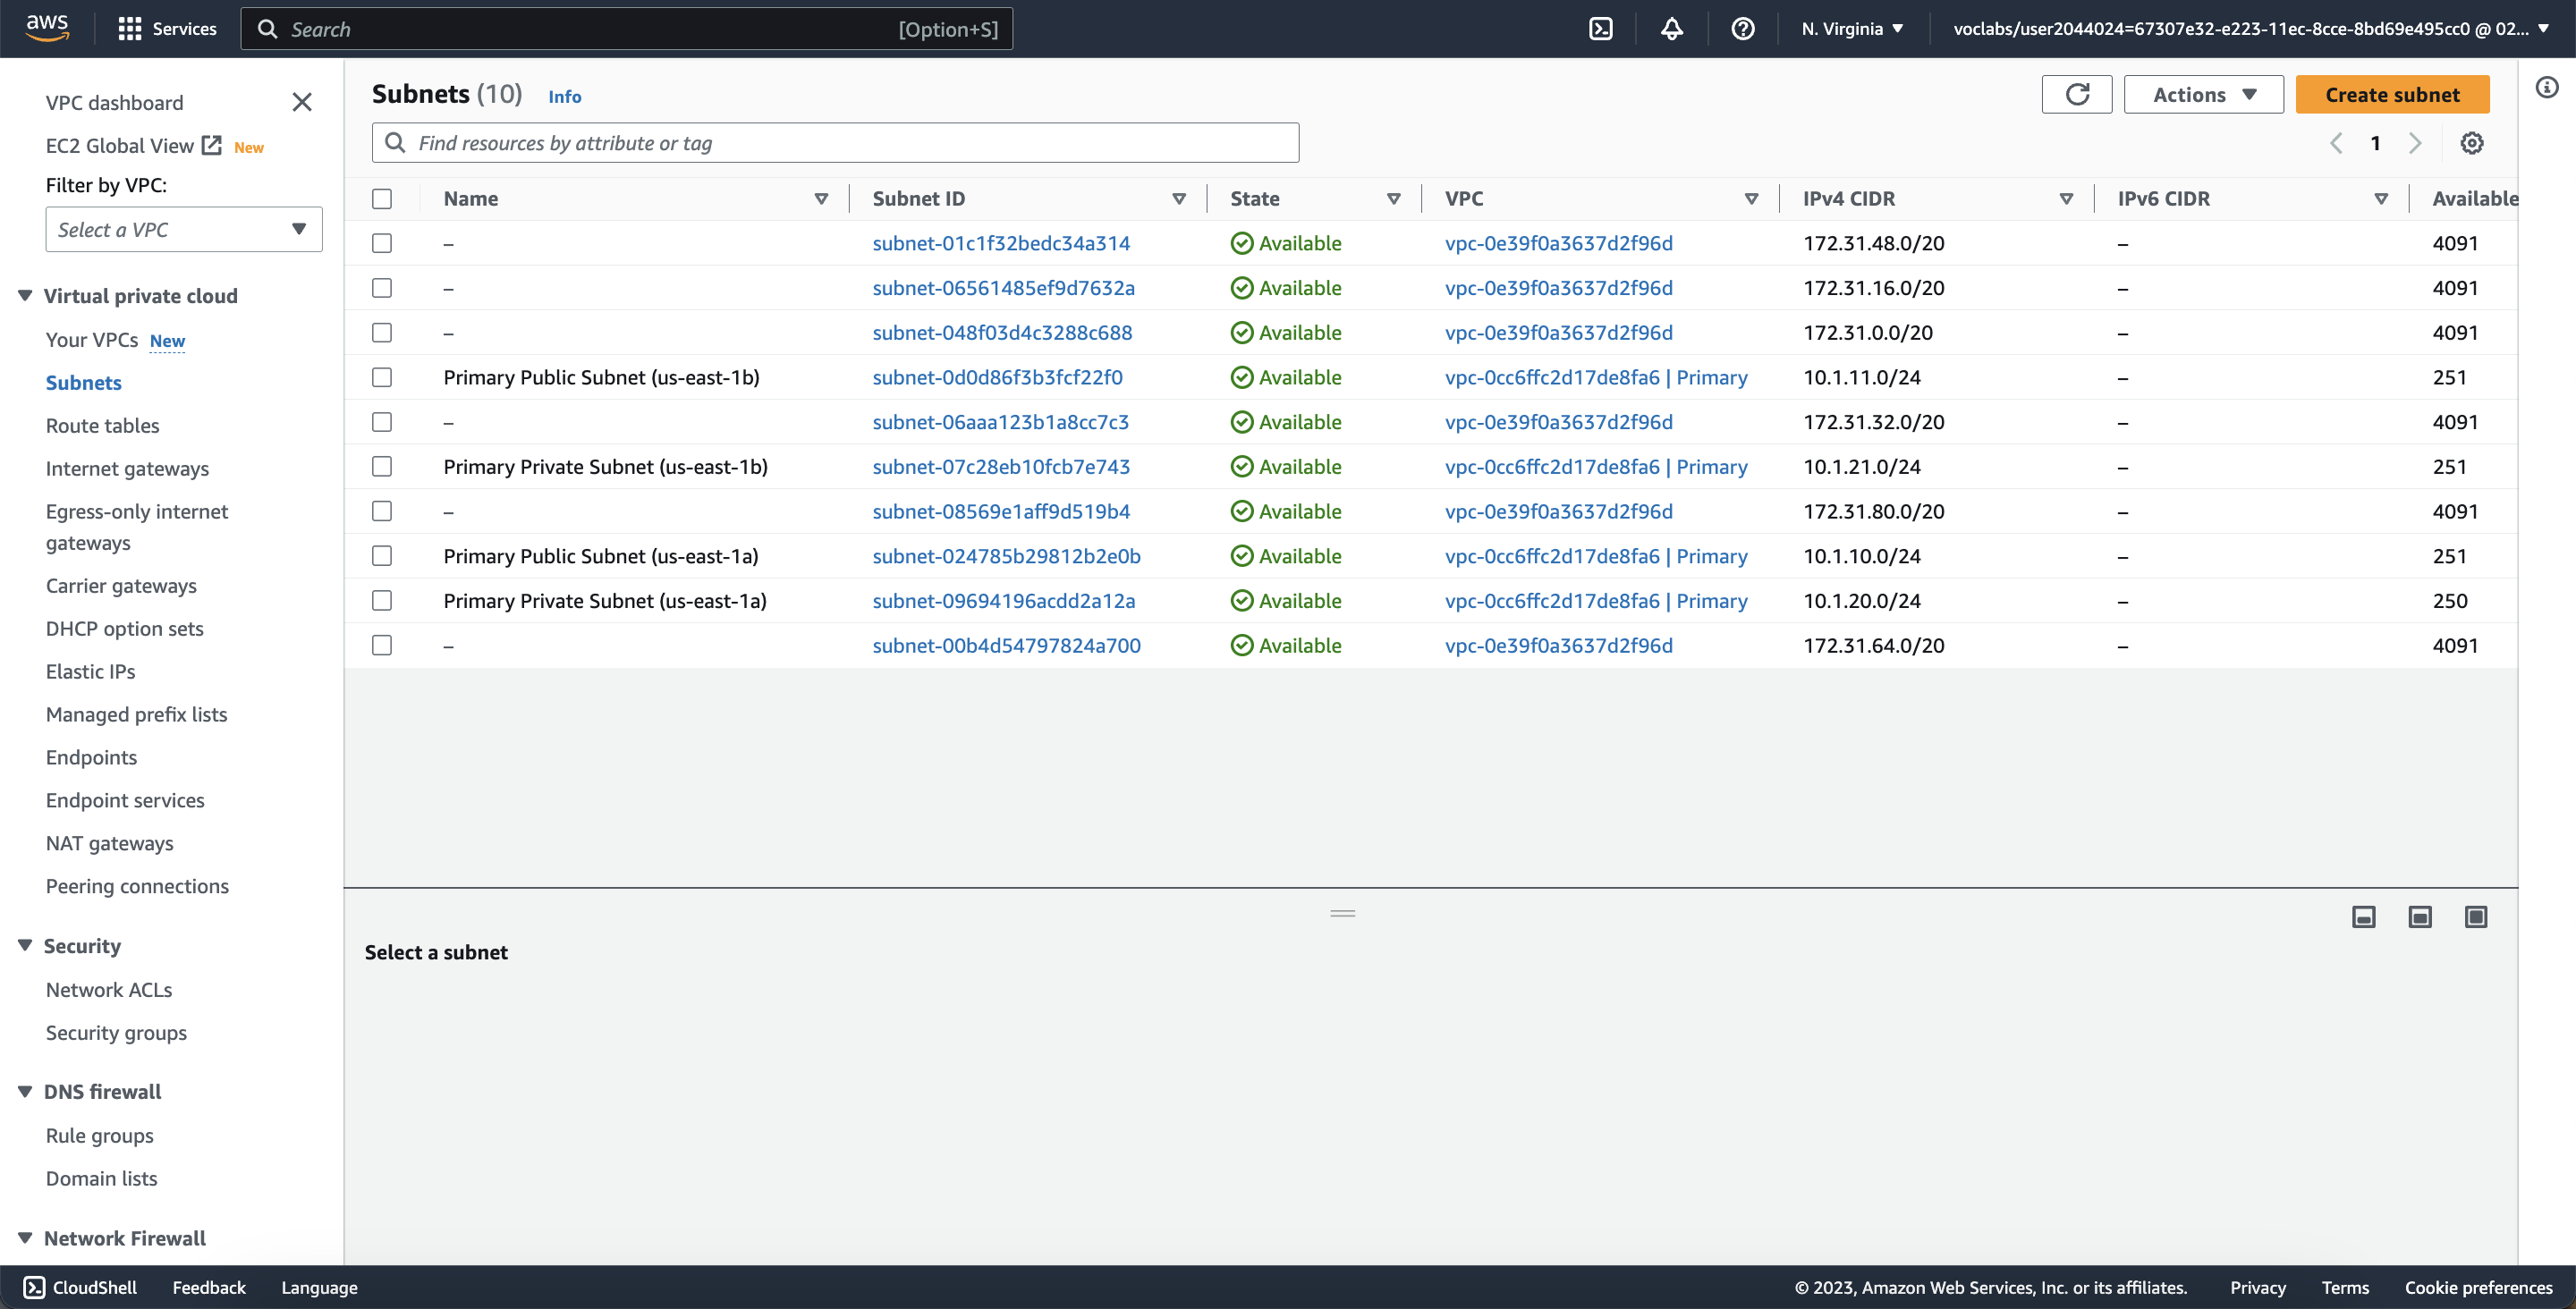 aws
Services
Search [Option+S]
N. Virginia
voclabs/user2044024=67307e32-e223-11ec-8cce-8bd69e495cc0 @ 02...
VPC dashboard
EC2 Global View New
Filter by VPC:
Select a VPC
Virtual private cloud
Your VPCs New
Subnets
Route tables
Internet gateways
Egress-only internet
gateways
Carrier gateways
DHCP option sets
Elastic IPs
Managed prefix lists
Endpoints
Endpoint services
NAT gateways
Peering connections
Security
Network ACLs
Security groups
DNS firewall
Rule groups
Domain lists
Network Firewall
Subnets (10) Info
Actions
Create subnet
Find resources by attribute or tag
1
Name Subnet ID State VPC IPv4 CIDR IPv6 CIDR Available
– subnet-01c1f32bedc34a314 Available vpc-0e39f0a3637d2f96d 172.31.48.0/20 – 4091
– subnet-06561485ef9d7632a Available vpc-0e39f0a3637d2f96d 172.31.16.0/20 – 4091
– subnet-048f03d4c3288c688 Available vpc-0e39f0a3637d2f96d 172.31.0.0/20 – 4091
Primary Public Subnet (us-east-1b) subnet-0d0d86f3b3fcf22f0 Available vpc-0cc6ffc2d17de8fa6 | Primary 10.1.11.0/24 – 251
– subnet-06aaa123b1a8cc7c3 Available vpc-0e39f0a3637d2f96d 172.31.32.0/20 – 4091
Primary Private Subnet (us-east-1b) subnet-07c28eb10fcb7e743 Available vpc-0cc6ffc2d17de8fa6 | Primary 10.1.21.0/24 – 251
– subnet-08569e1aff9d519b4 Available vpc-0e39f0a3637d2f96d 172.31.80.0/20 – 4091
Primary Public Subnet (us-east-1a) subnet-024785b29812b2e0b Available vpc-0cc6ffc2d17de8fa6 | Primary 10.1.10.0/24 – 251
Primary Private Subnet (us-east-1a) subnet-09694196acdd2a12a Available vpc-0cc6ffc2d17de8fa6 | Primary 10.1.20.0/24 – 250
– subnet-00b4d54797824a700 Available vpc-0e39f0a3637d2f96d 172.31.64.0/20 – 4091
Select a subnet
CloudShell Feedback Language
© 2023, Amazon Web Services, Inc. or its affiliates. Privacy Terms Cookie preferences